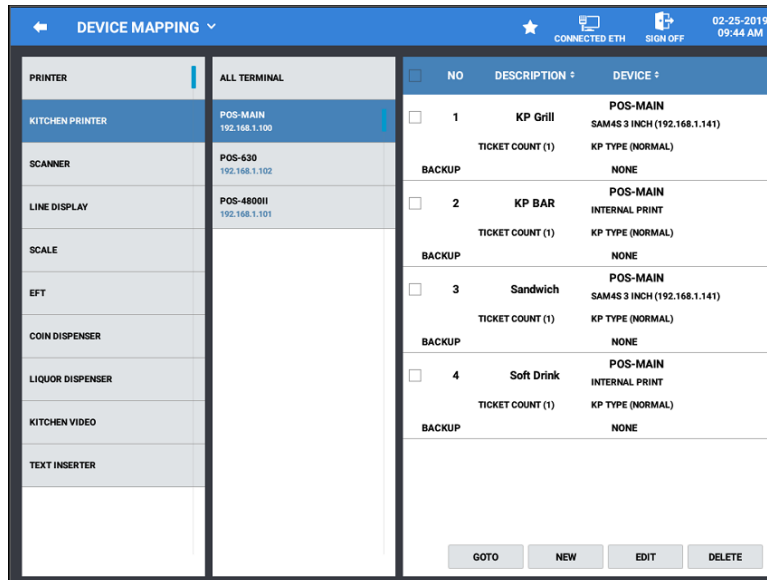 DEVICE MAPPING
CONNECTED ETH
SIGN OFF
02-25-2019
09:44 AM
PRINTER
KITCHEN PRINTER
SCANNER
LINE DISPLAY
SCALE
EFT
COIN DISPENSER
LIQUOR DISPENSER
KITCHEN VIDEO
TEXT INSERTER
ALL TERMINAL
POS-MAIN
192.168.1.100
POS-630
192.168.1.102
POS-4800II
192.168.1.101
NO DESCRIPTION DEVICE
1 KP Grill POS-MAIN
SAM4S 3 INCH (192.168.1.141)
TICKET COUNT (1) KP TYPE (NORMAL)
BACKUP NONE
2 KP BAR POS-MAIN
INTERNAL PRINT
TICKET COUNT (1) KP TYPE (NORMAL)
BACKUP NONE
3 Sandwich POS-MAIN
SAM4S 3 INCH (192.168.1.141)
TICKET COUNT (1) KP TYPE (NORMAL)
BACKUP NONE
4 Soft Drink POS-MAIN
INTERNAL PRINT
TICKET COUNT (1) KP TYPE (NORMAL)
BACKUP NONE
GOTO NEW EDIT DELETE